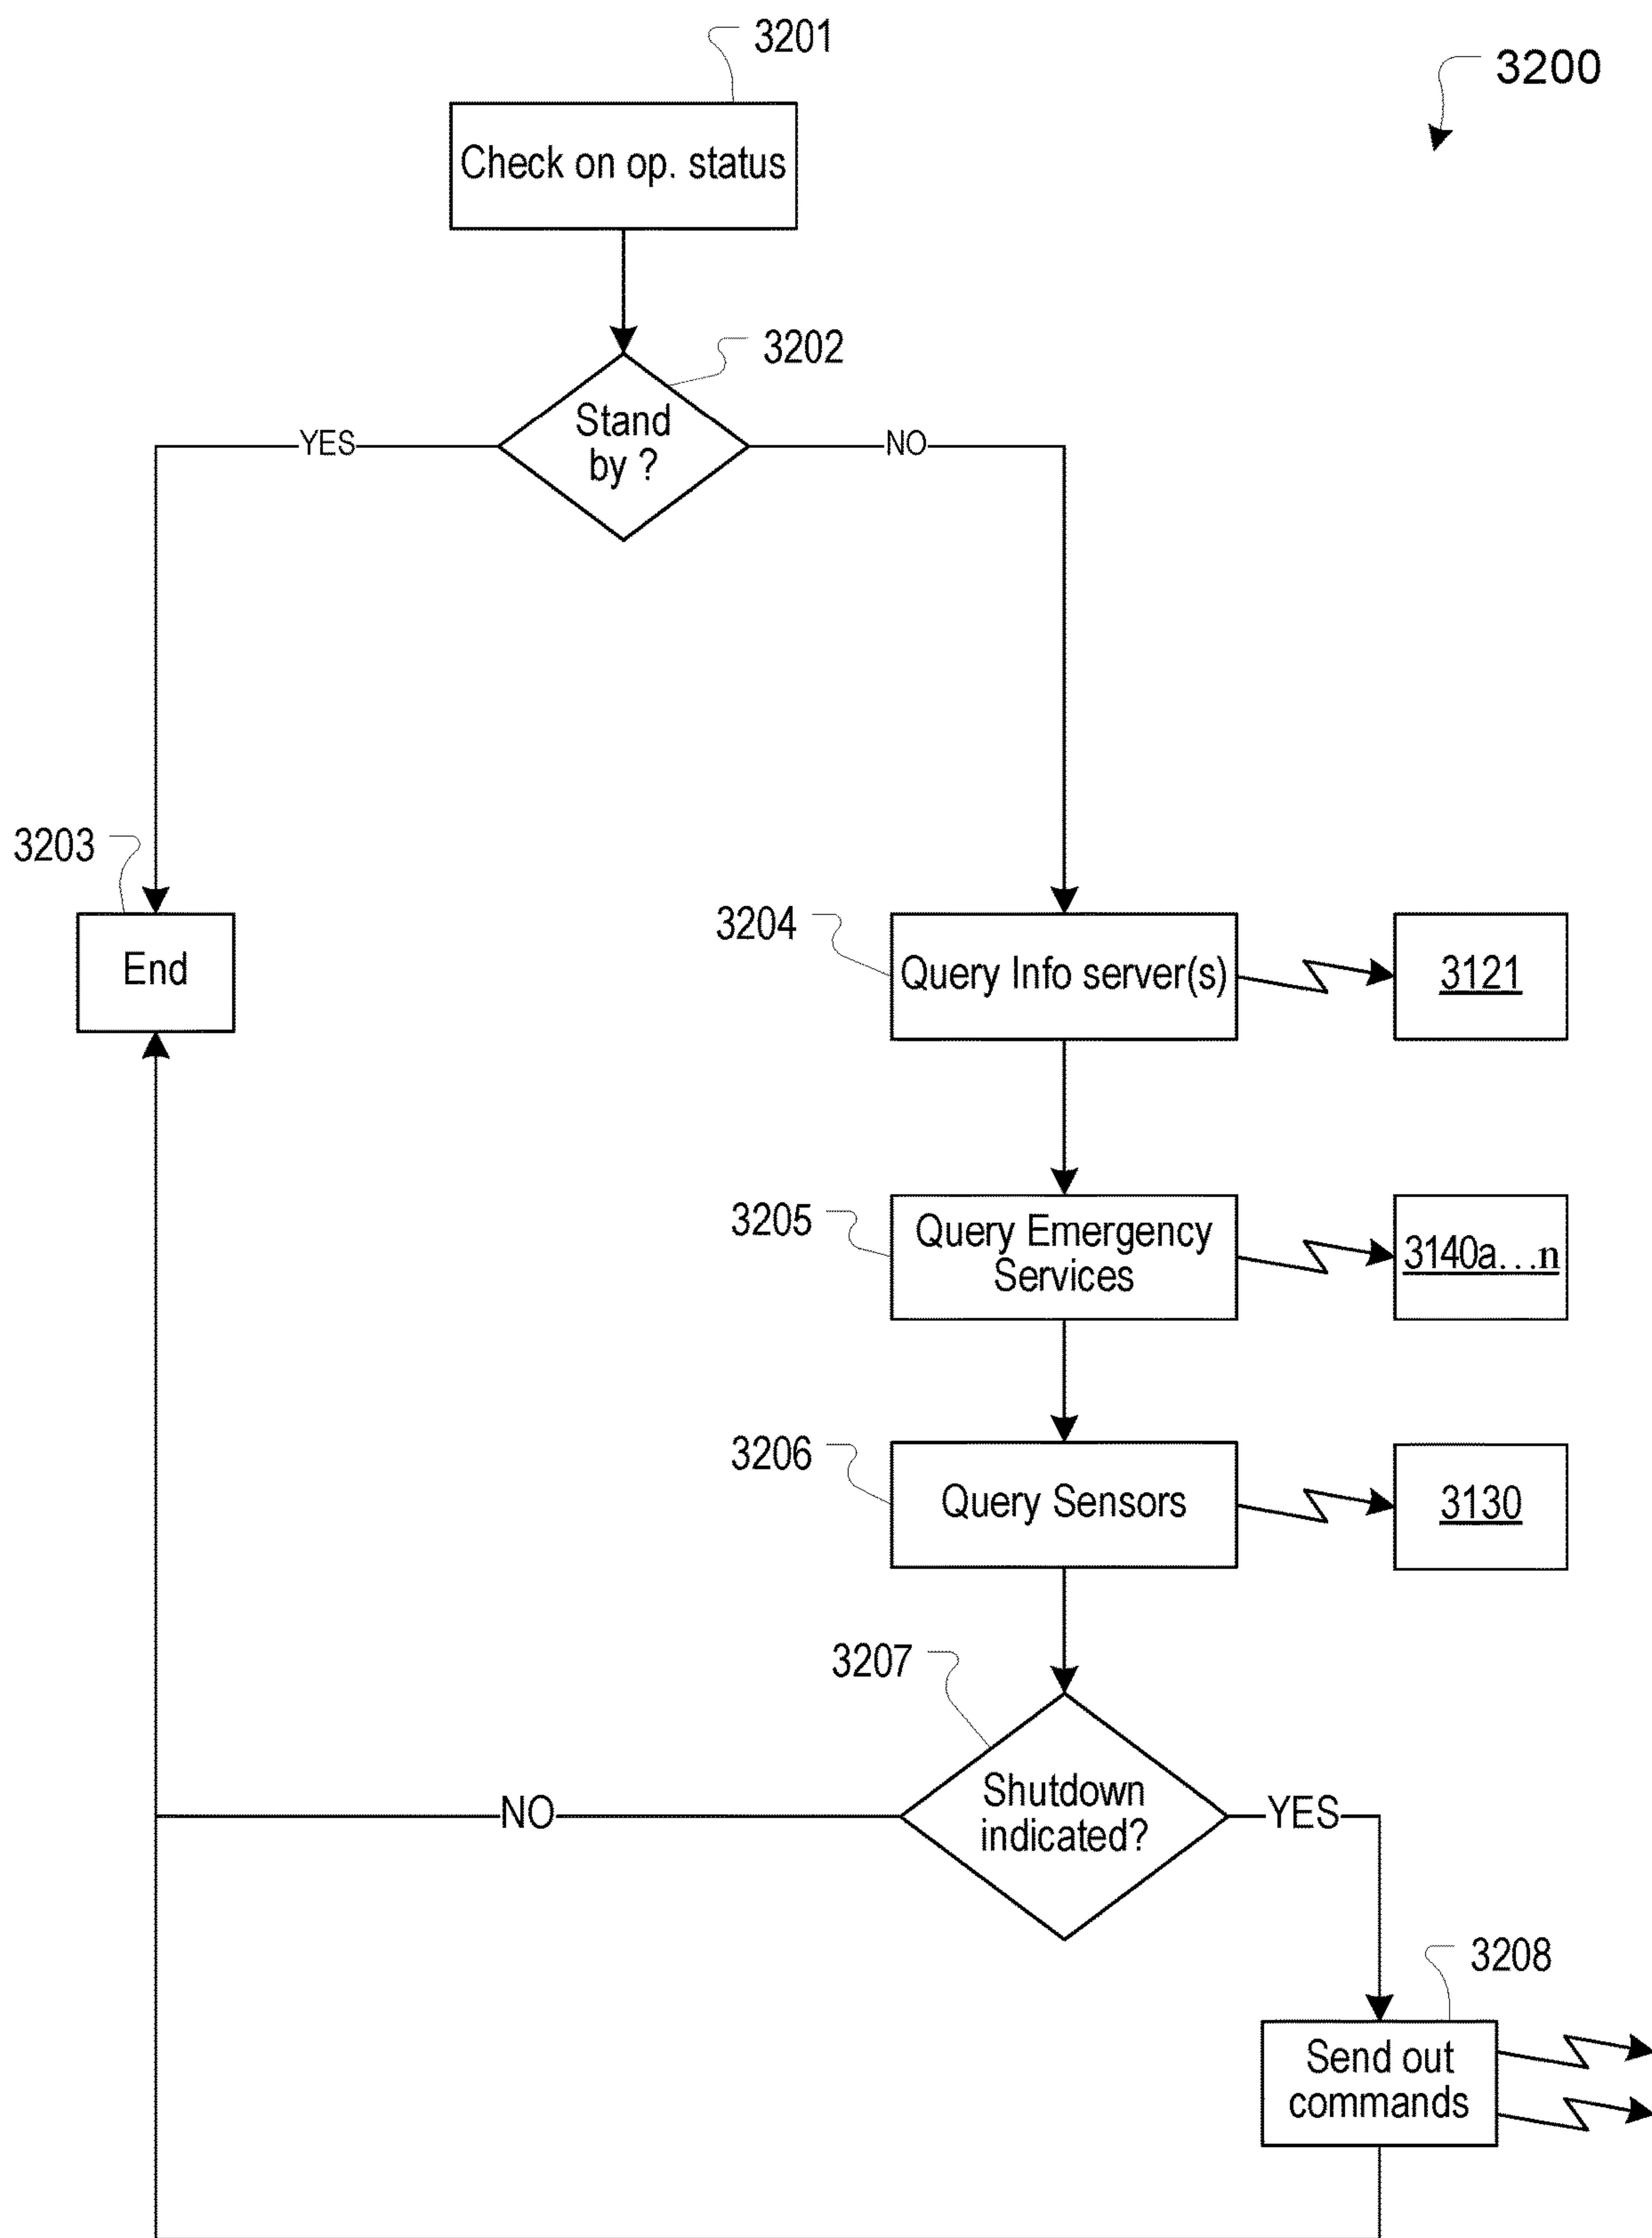 3201
3200
Check on op. status
3202
Stand
by ?
YES
NO
3203
End
3204
Query Info server(s)
3121
3205
Query Emergency
Services
3140a...n
3206
Query Sensors
3130
3207
Shutdown
indicated?
NO
YES
3208
Send out
commands